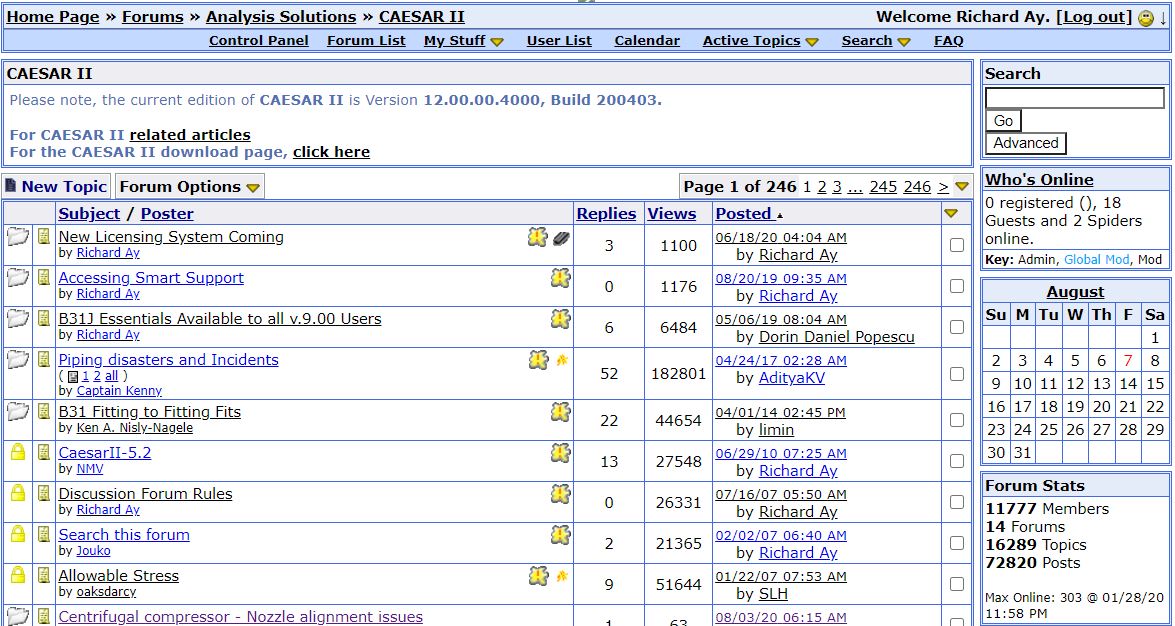 Home Page » Forums » Analysis Solutions » CAESAR II
Welcome Richard Ay. [Log out]
Control Panel Forum List My Stuff User List Calendar Active Topics Search FAQ
CAESAR II
Please note, the current edition of CAESAR II is Version 12.00.00.4000, Build 200403.
For CAESAR II related articles
For the CAESAR II download page, click here
New Topic Forum Options
Page 1 of 246 1 2 3 ... 245 246 >
Subject / Poster Replies Views Posted
New Licensing System Coming
by Richard Ay
3 1100
06/18/20 04:04 AM
by Richard Ay
Accessing Smart Support
by Richard Ay
0 1176
08/20/19 09:35 AM
by Richard Ay
B31J Essentials Available to all v.9.00 Users
by Richard Ay
6 6484
05/06/19 08:04 AM
by Dorin Daniel Popescu
Piping disasters and Incidents
( 1 2 all )
by Captain Kenny
52 182801
04/24/17 02:28 AM
by AdityaKV
B31 Fitting to Fitting Fits
by Ken A. Nisly-Nagele
22 44654
04/01/14 02:45 PM
by limin
CaesarII-5.2
by NMV
13 27548
06/29/10 07:25 AM
by Richard Ay
Discussion Forum Rules
by Richard Ay
0 26331
07/16/07 05:50 AM
by Richard Ay
Search this forum
by Jouko
2 21365
02/02/07 06:40 AM
by Richard Ay
Allowable Stress
by oaksdarcy
9 51644
01/22/07 07:53 AM
by SLH
Centrifugal compressor - Nozzle alignment issues
1 63
08/03/20 06:15 AM
Search
Go
Advanced
Who's Online
0 registered (), 18
Guests and 2 Spiders
online.
Key: Admin, Global Mod, Mod
August
Su M Tu W Th F Sa
1
2 3 4 5 6 7 8
9 10 11 12 13 14 15
16 17 18 19 20 21 22
23 24 25 26 27 28 29
30 31
Forum Stats
11777 Members
14 Forums
16289 Topics
72820 Posts
Max Online: 303 @ 01/28/20
11:58 PM